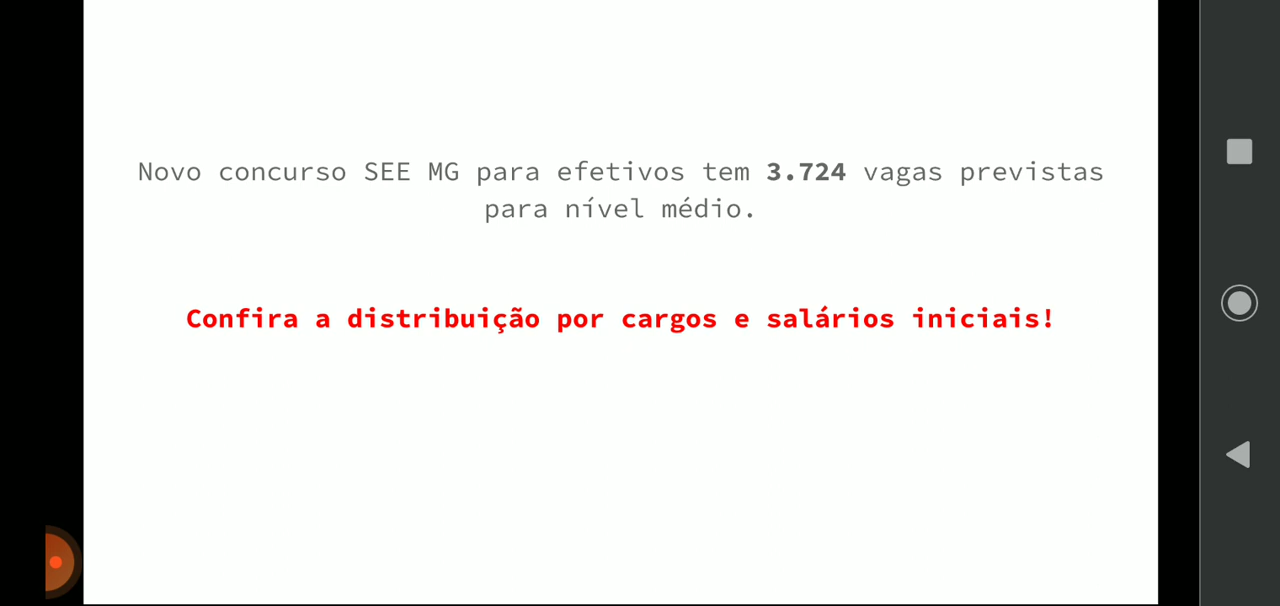 Novo concurso SEE MG para efetivos tem 3.724 vagas previstas
para nível médio.
Confira a distribuição por cargos e salários iniciais!